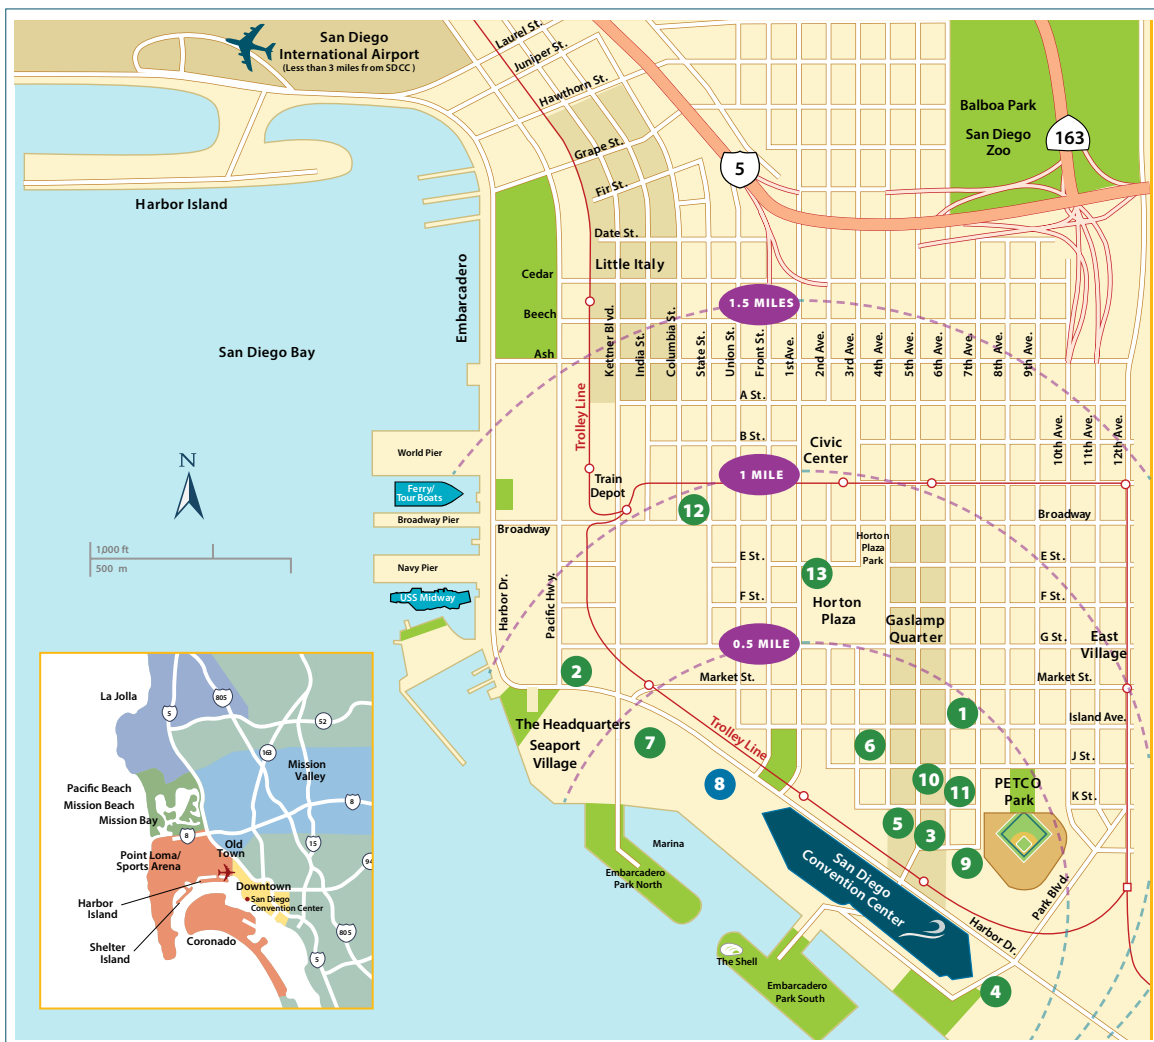 San Diego
International Airport
(Less than 3 miles from SDCC )
Laurel St.
Juniper St.
Hawthorn St.
Grape St.
Fir St.
Date St.
Little Italy
Balboa Park
San Diego
Zoo
163
5
Harbor Island
Embarcadero
San Diego Bay
Cedar
Beech
Ash
1.5 MILES
Kettner Blvd.
India St.
Columbia St.
State St.
Union St.
Front St.
1st Ave.
2nd Ave.
3rd Ave.
4th Ave.
5th Ave.
6th Ave.
7th Ave.
8th Ave.
9th Ave.
10th Ave.
11th Ave.
12th Ave.
A St.
B St.
Civic
Center
Trolley Line
World Pier
N
Ferry/
Tour Boats
Broadway Pier
Train
Depot
1 MILE
12
Broadway
Broadway
1,000 ft
500 m
Navy Pier
USS Midway
Harbor Dr.
Pacific Hwy.
E St.
F St.
Horton
Plaza
Park
13
Horton
Plaza
Gaslamp
Quarter
E St.
F St.
G St.
East
Village
0.5 MILE
Market St.
Market St.
2
The Headquarters
Seaport
Village
7
Trolley Line
8
6
1
Island Ave.
J St.
K St.
10
11
PETCO
Park
5
3
9
San Diego
Convention Center
Park Blvd.
Harbor Dr.
4
Marina
Embarcadero
Park North
The Shell
Embarcadero
Park South
La Jolla
805
5
52
163
Mission
Valley
Pacific Beach
Mission Beach
Mission Bay
8
8
15
94
Old
Town
Point Loma/
Sports Arena
Downtown
San Diego
Convention Center
Harbor
Island
Shelter
Island
Coronado
805
5